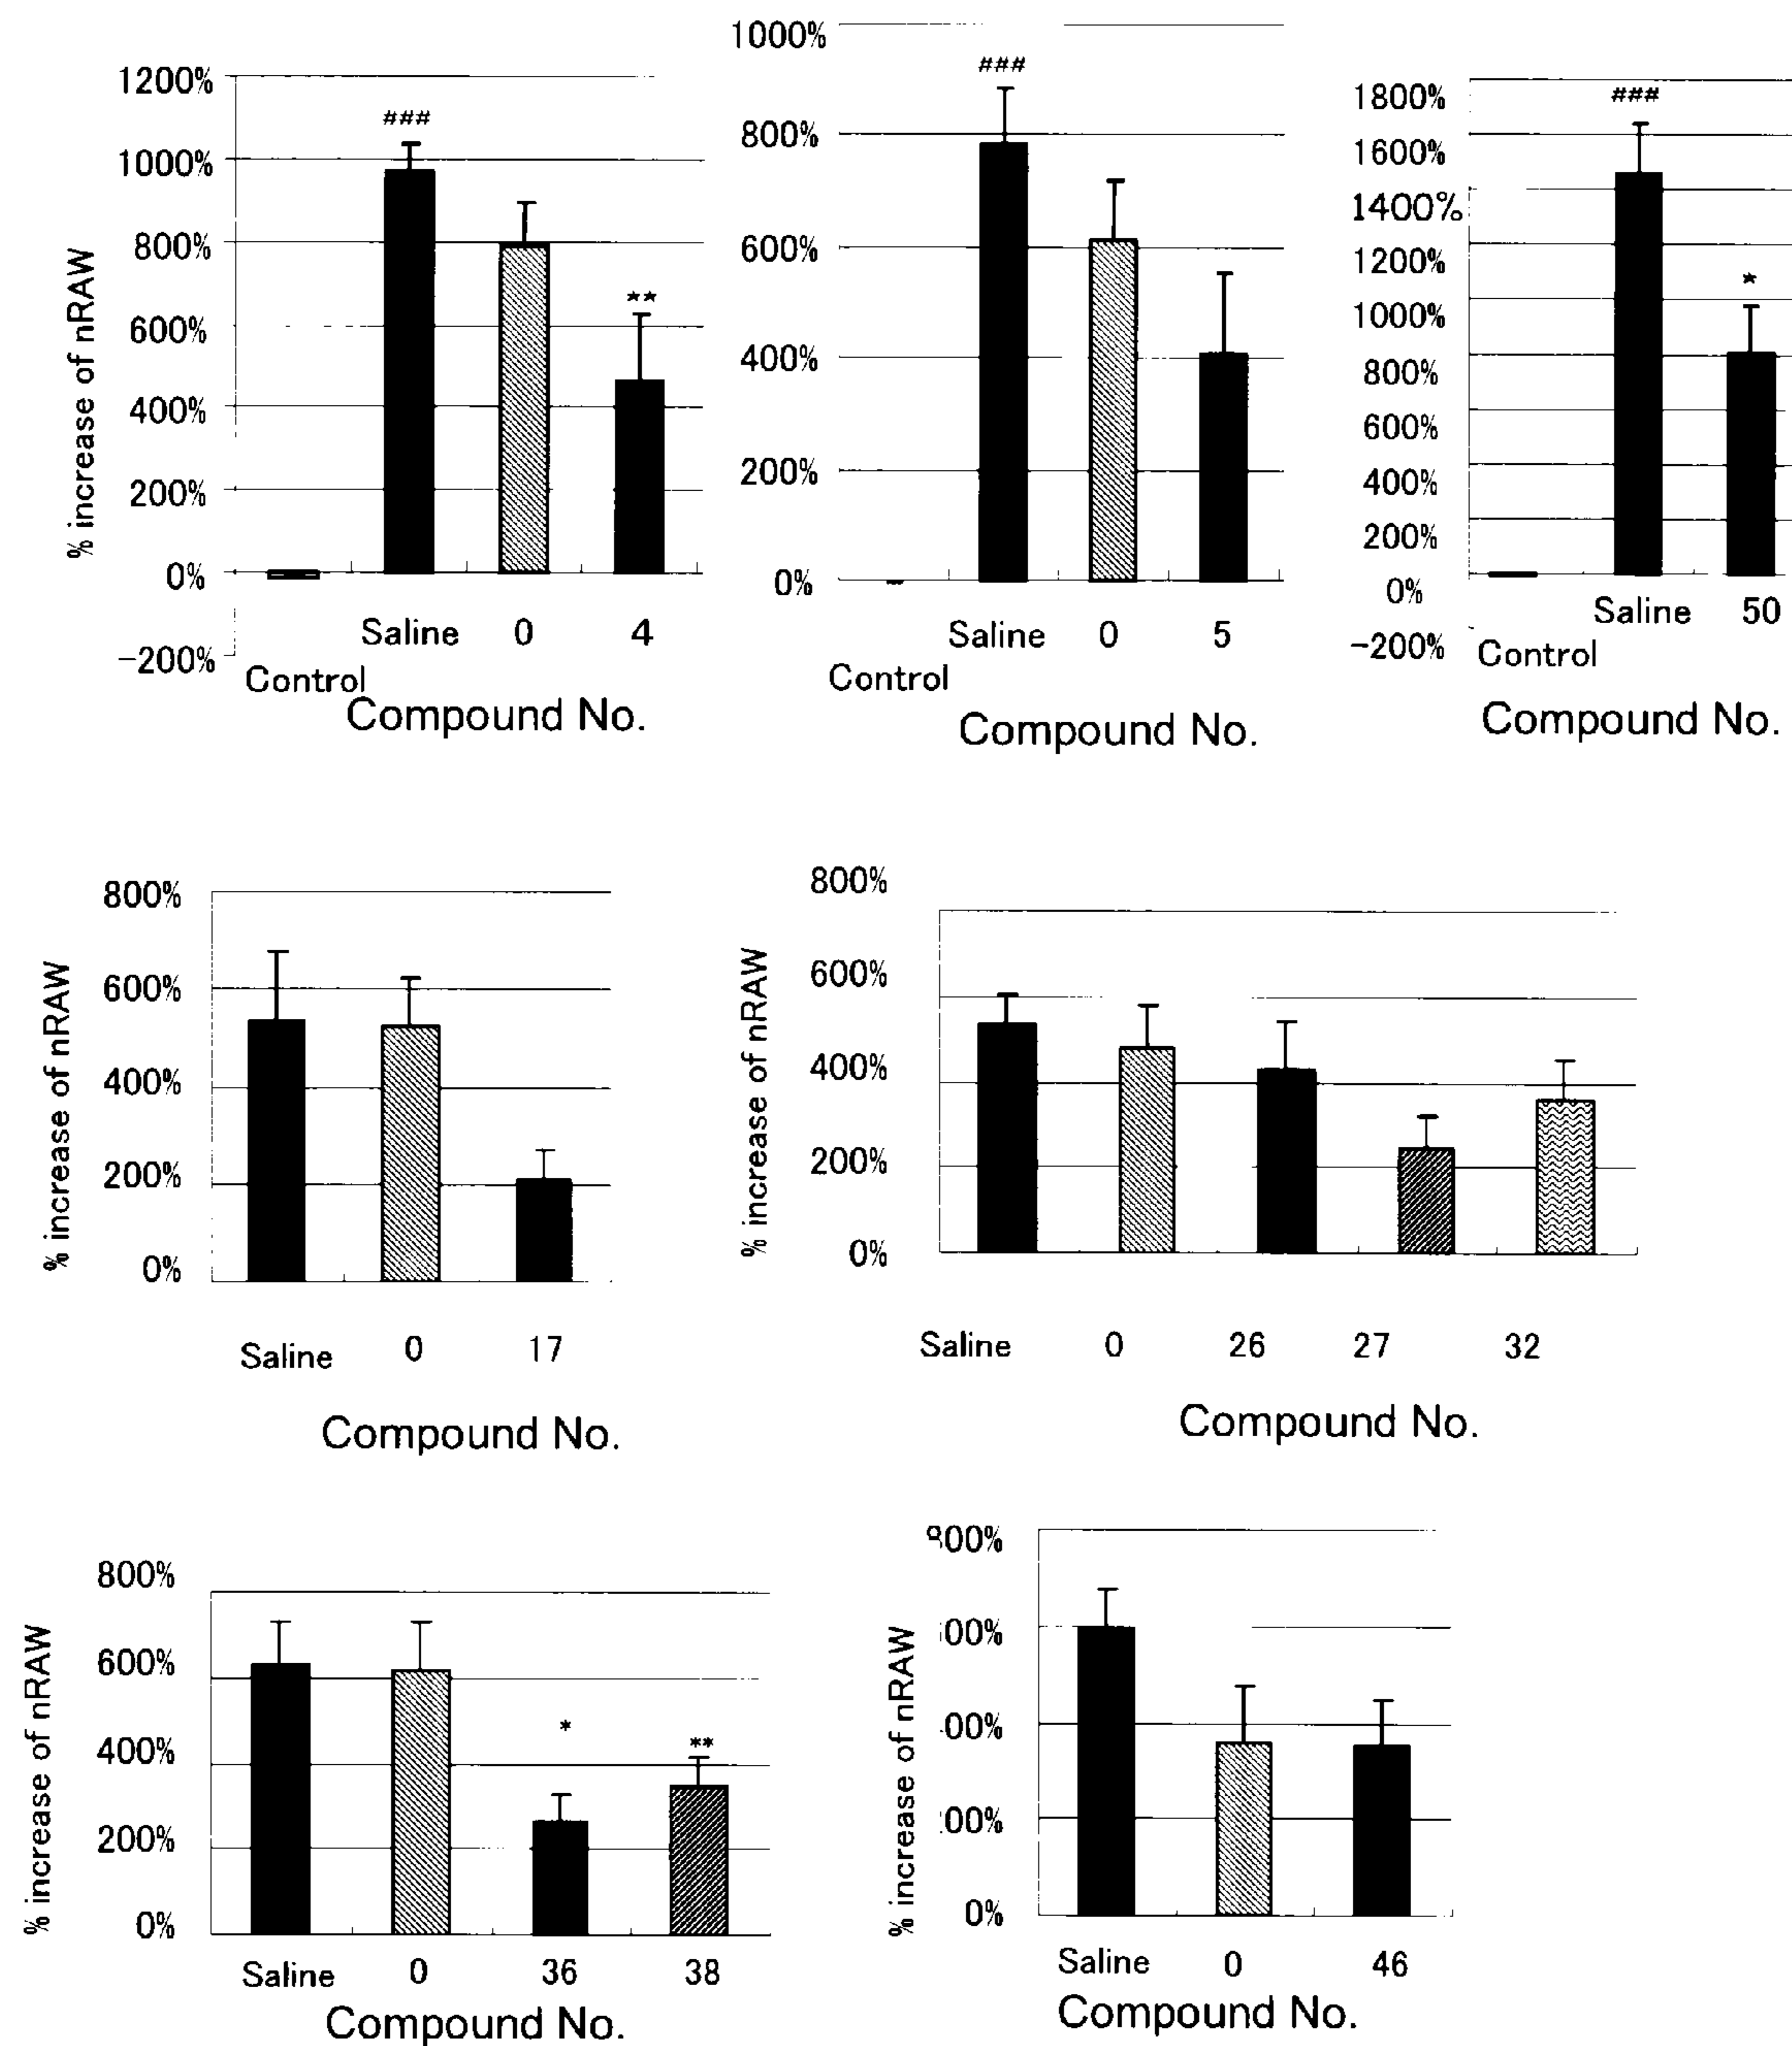 1200%
1000%
800%
600%
400%
200%
0%
-200%
% increase of nRAW
###
**
Saline 0 4
Control
Compound No.
1000%
800%
600%
400%
200%
0%
###
Saline 0 5
Control
Compound No.
1800%
1600%
1400%
1200%
1000%
800%
600%
400%
200%
0%
-200%
###
*
Saline 50
Control
Compound No.
800%
600%
400%
200%
0%
% increase of nRAW
Saline 0 17
Compound No.
800%
600%
400%
200%
0%
% increase of nRAW
Saline 0 26 27 32
Compound No.
800%
600%
400%
200%
0%
% increase of nRAW
*
**
Saline 0 36 38
Compound No.
800%
00%
00%
00%
0%
% increase of nRAW
Saline 0 46
Compound No.